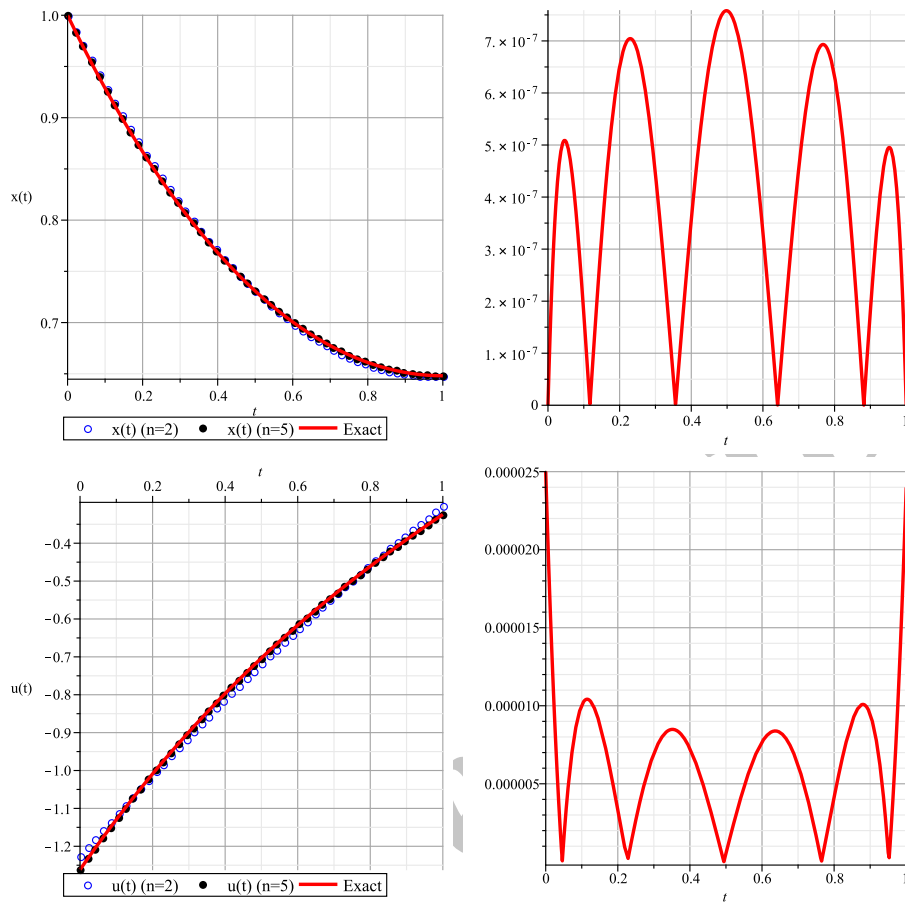 1.0
0.9
x(t)
0.8
0.7
0 0.2 0.4 0.6 0.8 1
t
x(t) (n=2) x(t) (n=5) Exact
7. × 10⁻⁷
6. × 10⁻⁷
5. × 10⁻⁷
4. × 10⁻⁷
3. × 10⁻⁷
2. × 10⁻⁷
1. × 10⁻⁷
0
0 0.2 0.4 0.6 0.8 1
t
t
0 0.2 0.4 0.6 0.8 1
−0.4
−0.5
−0.6
−0.7
u(t)
−0.8
−0.9
−1.0
−1.1
−1.2
u(t) (n=2) u(t) (n=5) Exact
0.000025
0.000020
0.000015
0.000010
0.000005
0 0.2 0.4 0.6 0.8 1
t